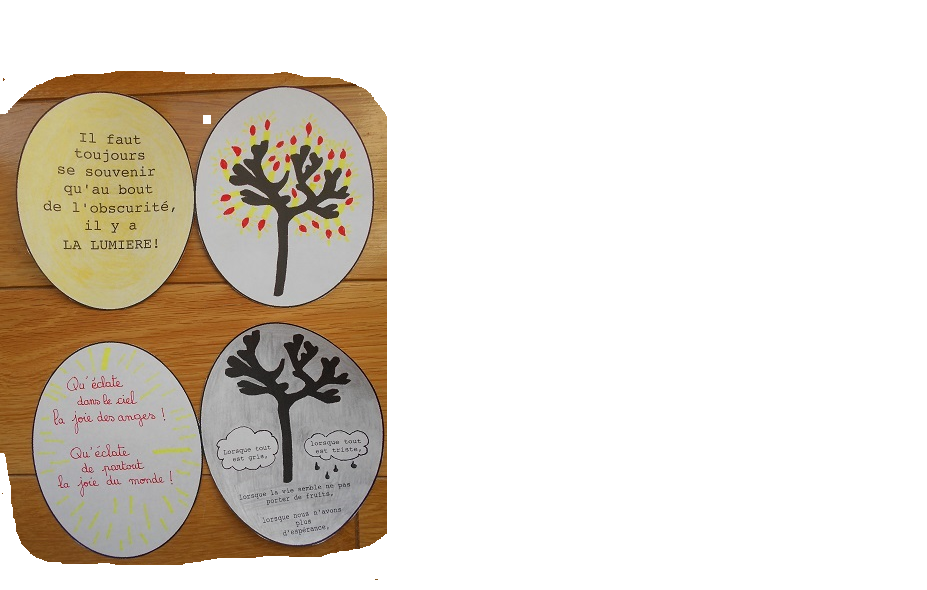 Il faut
toujours
se souvenir
qu'au bout
de l'obscurité,
il y a
LA LUMIERE!
Qu'éclate
dans le ciel
la joie des anges !
Qu'éclate
de partout
la joie du monde !
Lorsque tout
est gris,
lorsque tout
est triste,
lorsque la vie semble ne pas
porter de fruits,
lorsque nous n'avons
plus
d'espérance,